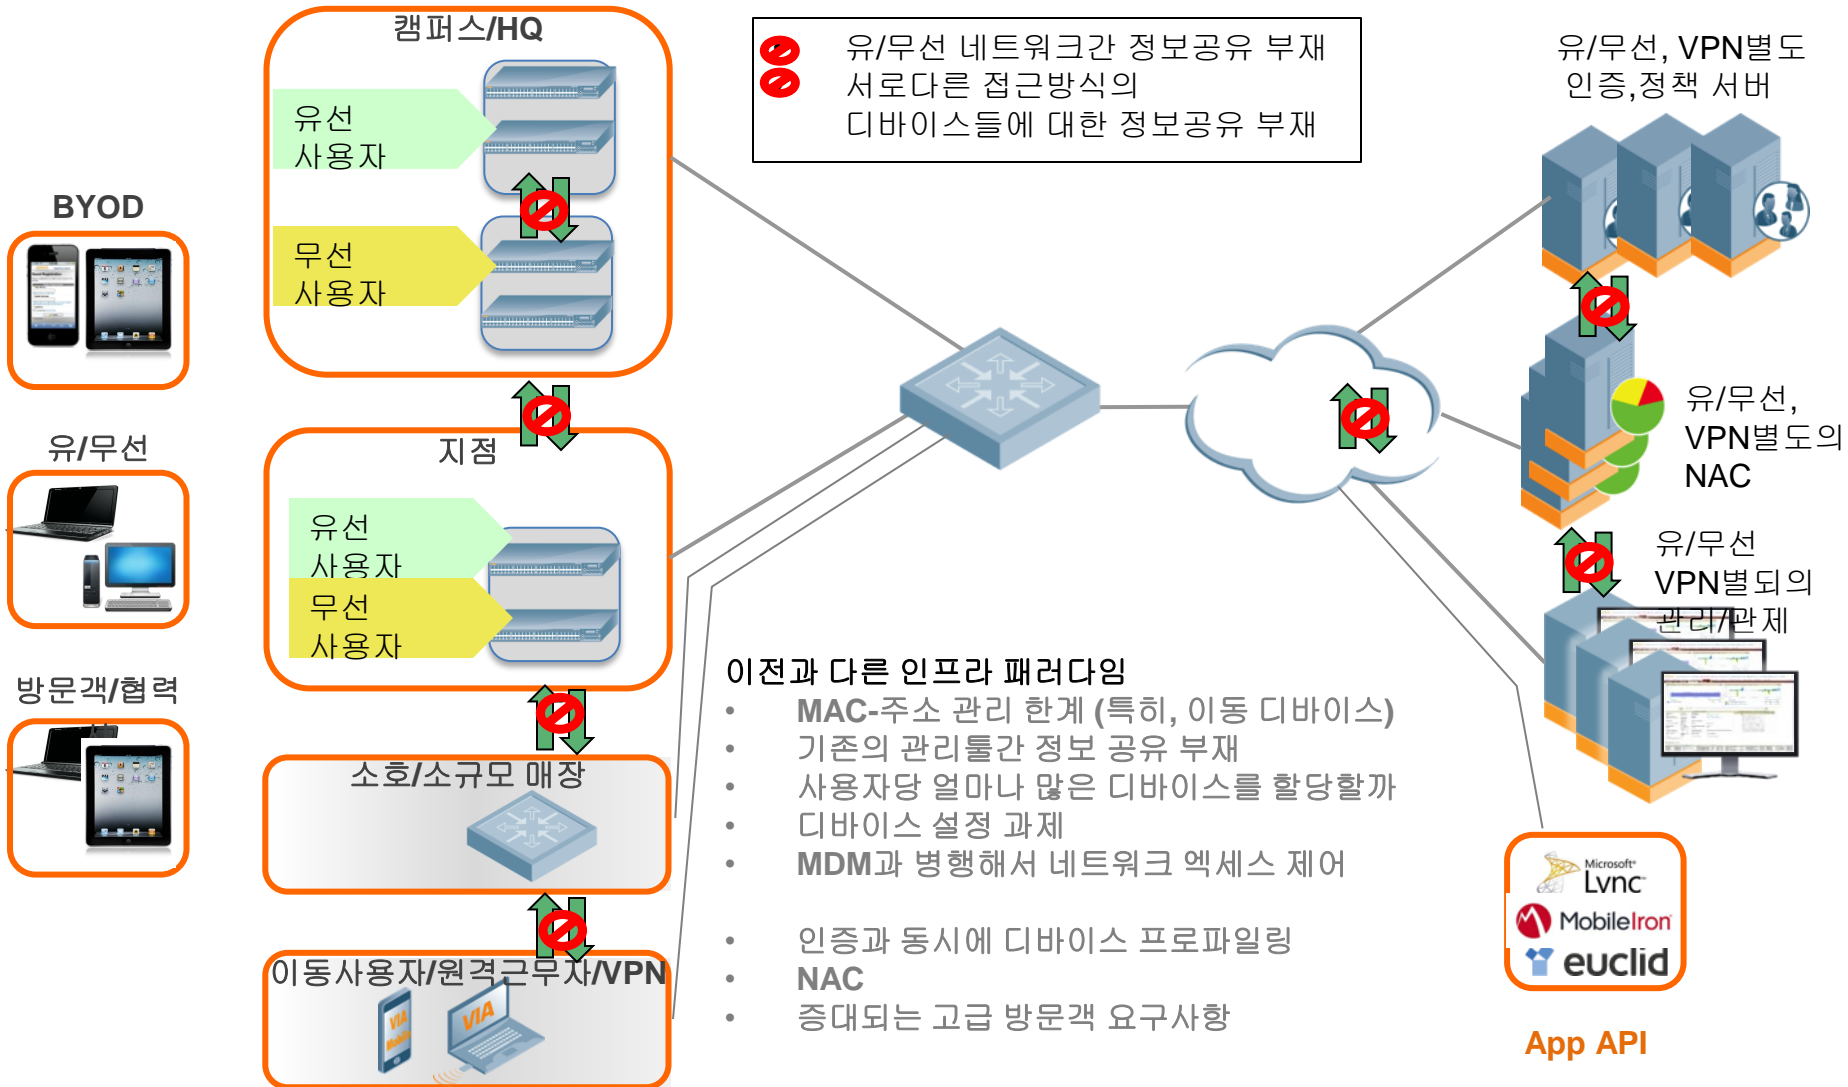 캠퍼스/HQ
유선
사용자
무선
사용자
유/무선 네트워크간 정보공유 부재
서로다른 접근방식의
디바이스들에 대한 정보공유 부재
유/무선, VPN별도
인증,정책 서버
BYOD
유/무선
방문객/협력
지점
유선
사용자
무선
사용자
유/무선,
VPN별도의
NAC
유/무선
VPN별되의
관리/관제
소호/소규모 매장
이동사용자/원격근무자/VPN
VIA
Mobile
VIA
이전과 다른 인프라 패러다임
• MAC-주소 관리 한계 (특히, 이동 디바이스)
• 기존의 관리툴간 정보 공유 부재
• 사용자당 얼마나 많은 디바이스를 할당할까
• 디바이스 설정 과제
• MDM과 병행해서 네트워크 엑세스 제어
• 인증과 동시에 디바이스 프로파일링
• NAC
• 증대되는 고급 방문객 요구사항
Microsoft®
Lync™
MobileIron
euclid
App API